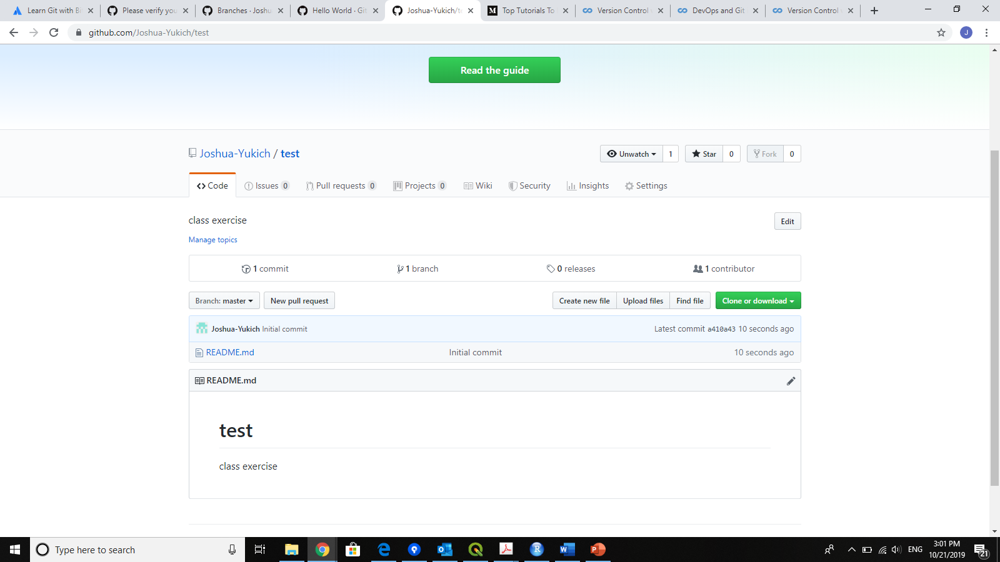 Learn Git with Bi
Please verify you
Branches · Joshu
Hello World · Git
Joshua-Yukich/te
Top Tutorials To
Version Control w
DevOps and Git
Version Control w
github.com/Joshua-Yukich/test
J
Read the guide
Joshua-Yukich / test
Unwatch 1 Star 0 Fork 0
Code Issues 0 Pull requests 0 Projects 0 Wiki Security Insights Settings
class exercise
Edit
Manage topics
1 commit 1 branch 0 releases 1 contributor
Branch: master New pull request Create new file Upload files Find file Clone or download
Joshua-Yukich Initial commit Latest commit a410a43 10 seconds ago
README.md Initial commit 10 seconds ago
README.md
test
class exercise
Type here to search
ENG
3:01 PM
10/21/2019
21